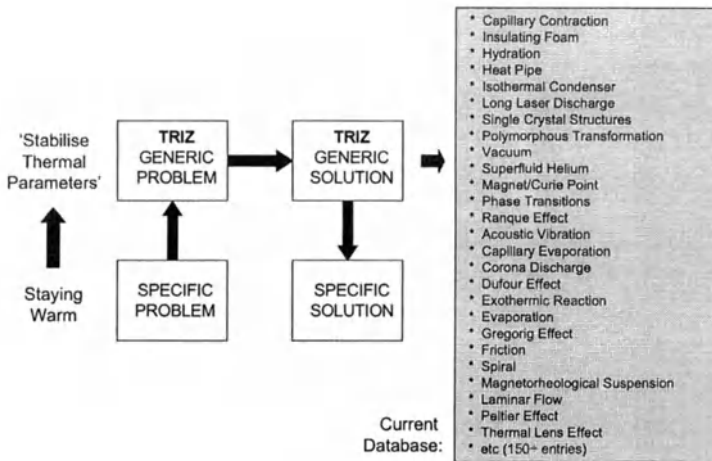 'Stabilise
Thermal
Parameters'
Staying
Warm
TRIZ
GENERIC
PROBLEM
SPECIFIC
PROBLEM
TRIZ
GENERIC
SOLUTION
SPECIFIC
SOLUTION
Current
Database:
* Capillary Contraction
* Insulating Foam
* Hydration
* Heat Pipe
* Isothermal Condenser
* Long Laser Discharge
* Single Crystal Structures
* Polymorphous Transformation
* Vacuum
* Superfluid Helium
* Magnet/Curie Point
* Phase Transitions
* Ranque Effect
* Acoustic Vibration
* Capillary Evaporation
* Corona Discharge
* Dufour Effect
* Exothermic Reaction
* Evaporation
* Gregorig Effect
* Friction
* Spiral
* Magnetorheological Suspension
* Laminar Flow
* Peltier Effect
* Thermal Lens Effect
* etc (150+ entries)